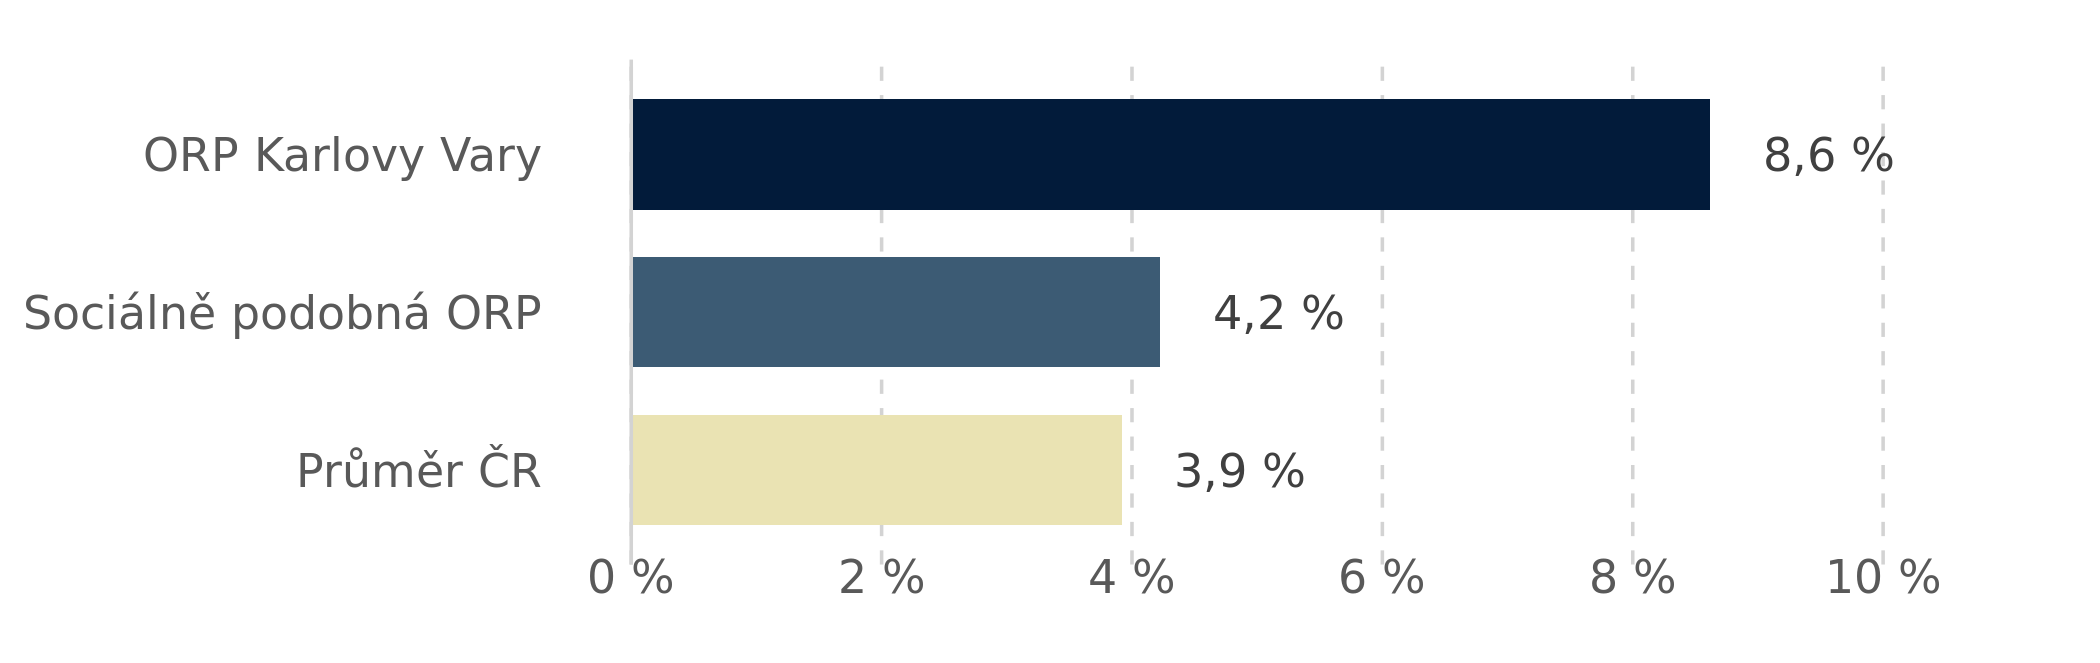 ORP Karlovy Vary 8,6 %
Sociálně podobná ORP 4,2 %
Průměr ČR 3,9 %
0 % 2 % 4 % 6 % 8 % 10 %